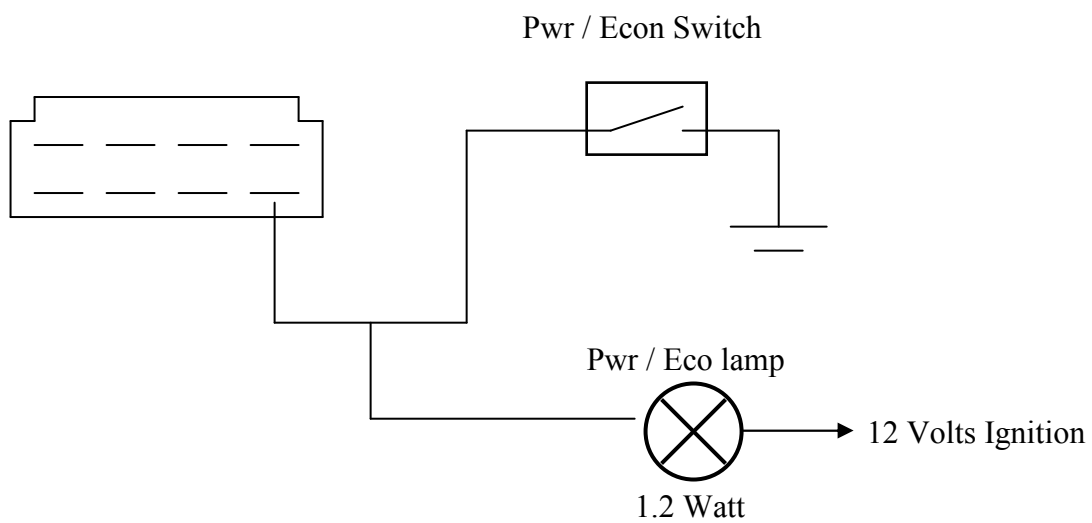 Pwr / Econ Switch
Pwr / Eco lamp
12 Volts Ignition
1.2 Watt